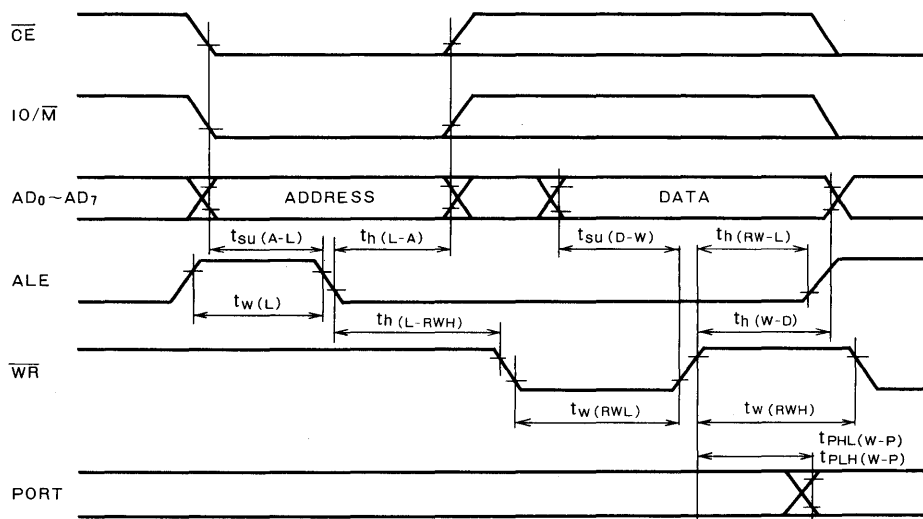 CE
IO/M
AD0~AD7 ADDRESS DATA
tsu(A-L) th(L-A) tsu(D-W) th(RW-L)
ALE
tw(L) th(L-RWH) th(W-D)
WR
tw(RWL) tw(RWH)
tPHL(W-P)
tPLH(W-P)
PORT